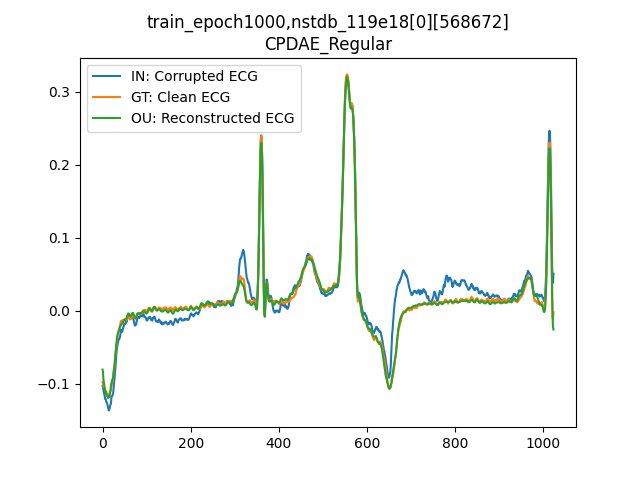 train_epoch1000,nstdb_119e18[0][568672]
CPDAE_Regular
IN: Corrupted ECG
GT: Clean ECG
OU: Reconstructed ECG
0.3
0.2
0.1
0.0
−0.1
0 200 400 600 800 1000